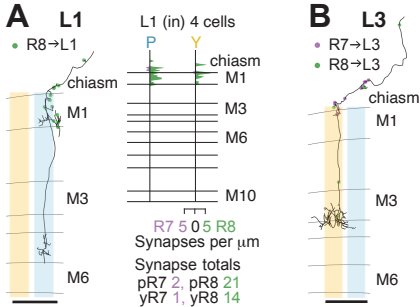 A L1
R8→L1
chiasm
M1
M3
M6
L1 (in) 4 cells
P Y
chiasm
M1
M3
M6
M10
R7 5 0 5 R8
Synapses per μm
Synapse totals
pR7 2, pR8 21
yR7 1, yR8 14
B L3
R7→L3
R8→L3
chiasm
M1
M3
M6